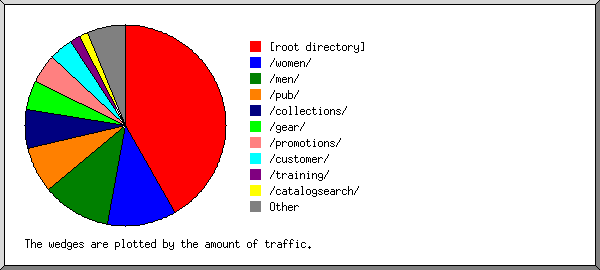 [root directory]
/women/
/men/
/pub/
/collections/
/gear/
/promotions/
/customer/
/training/
/catalogsearch/
Other
The wedges are plotted by the amount of traffic.